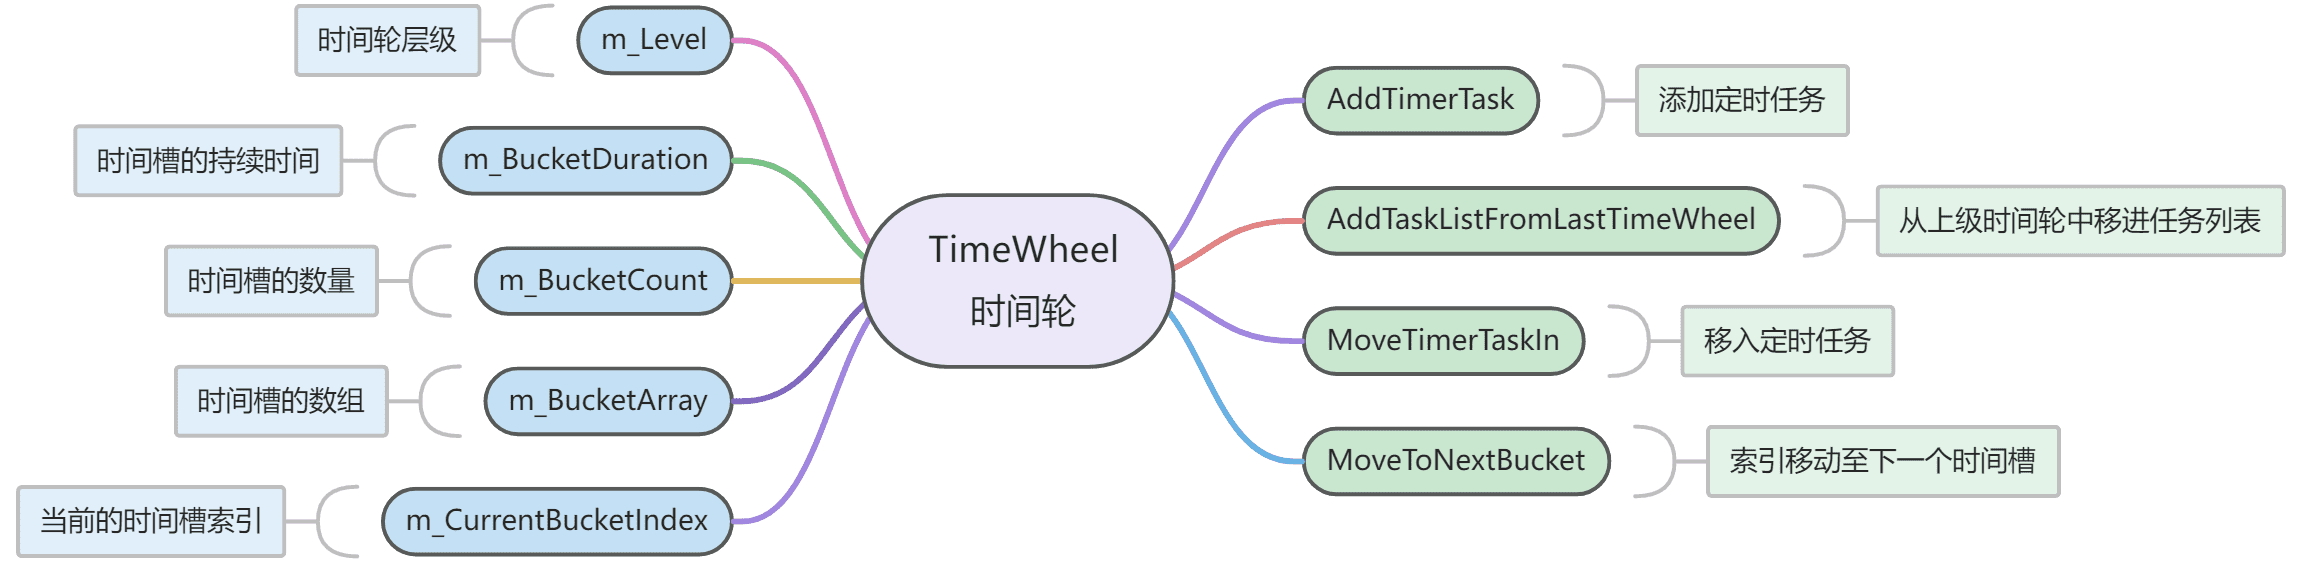 时间轮层级
m_Level
时间槽的持续时间
m_BucketDuration
时间槽的数量
m_BucketCount
时间槽的数组
m_BucketArray
当前的时间槽索引
m_CurrentBucketIndex
TimeWheel
时间轮
AddTimerTask
添加定时任务
AddTaskListFromLastTimeWheel
从上级时间轮中移进任务列表
MoveTimerTaskIn
移入定时任务
MoveToNextBucket
索引移动至下一个时间槽